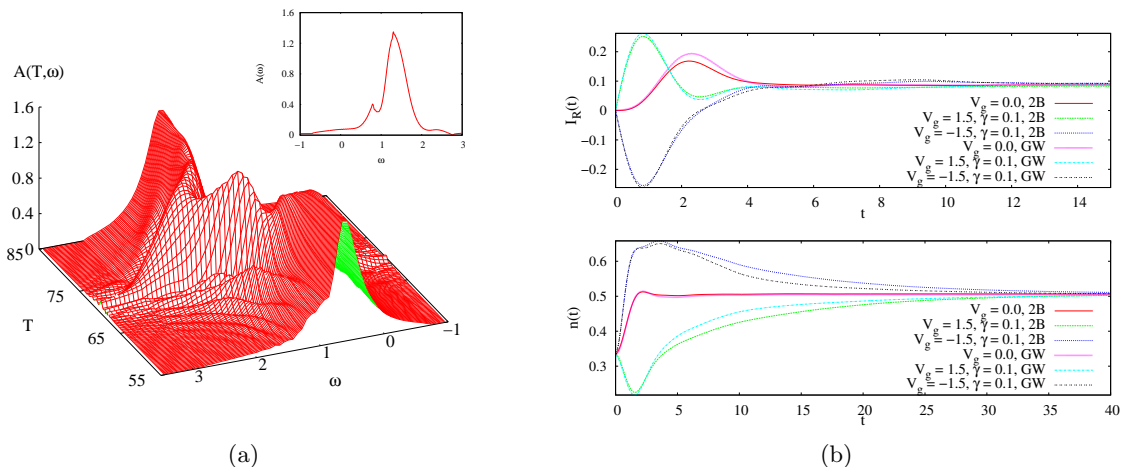 1.6
1.2
0.8
0.4
0
A(ω)
−1 0 1 2 3
ω
A(T,ω)
1.6
1.2
0.8
0.4
0
85
75
65
55
T
3 2 1 0 −1
ω
(a)
0.2
0.1
0
−0.1
−0.2
I_R(t)
V_g = 0.0, 2B
V_g = 1.5, γ = 0.1, 2B
V_g = −1.5, γ = 0.1, 2B
V_g = 0.0, GW
V_g = 1.5, γ = 0.1, GW
V_g = −1.5, γ = 0.1, GW
0 2 4 6 8 10 12 14
t
0.6
0.5
0.4
0.3
n(t)
V_g = 0.0, 2B
V_g = 1.5, γ = 0.1, 2B
V_g = −1.5, γ = 0.1, 2B
V_g = 0.0, GW
V_g = 1.5, γ = 0.1, GW
V_g = −1.5, γ = 0.1, GW
0 5 10 15 20 25 30 35 40
t
(b)